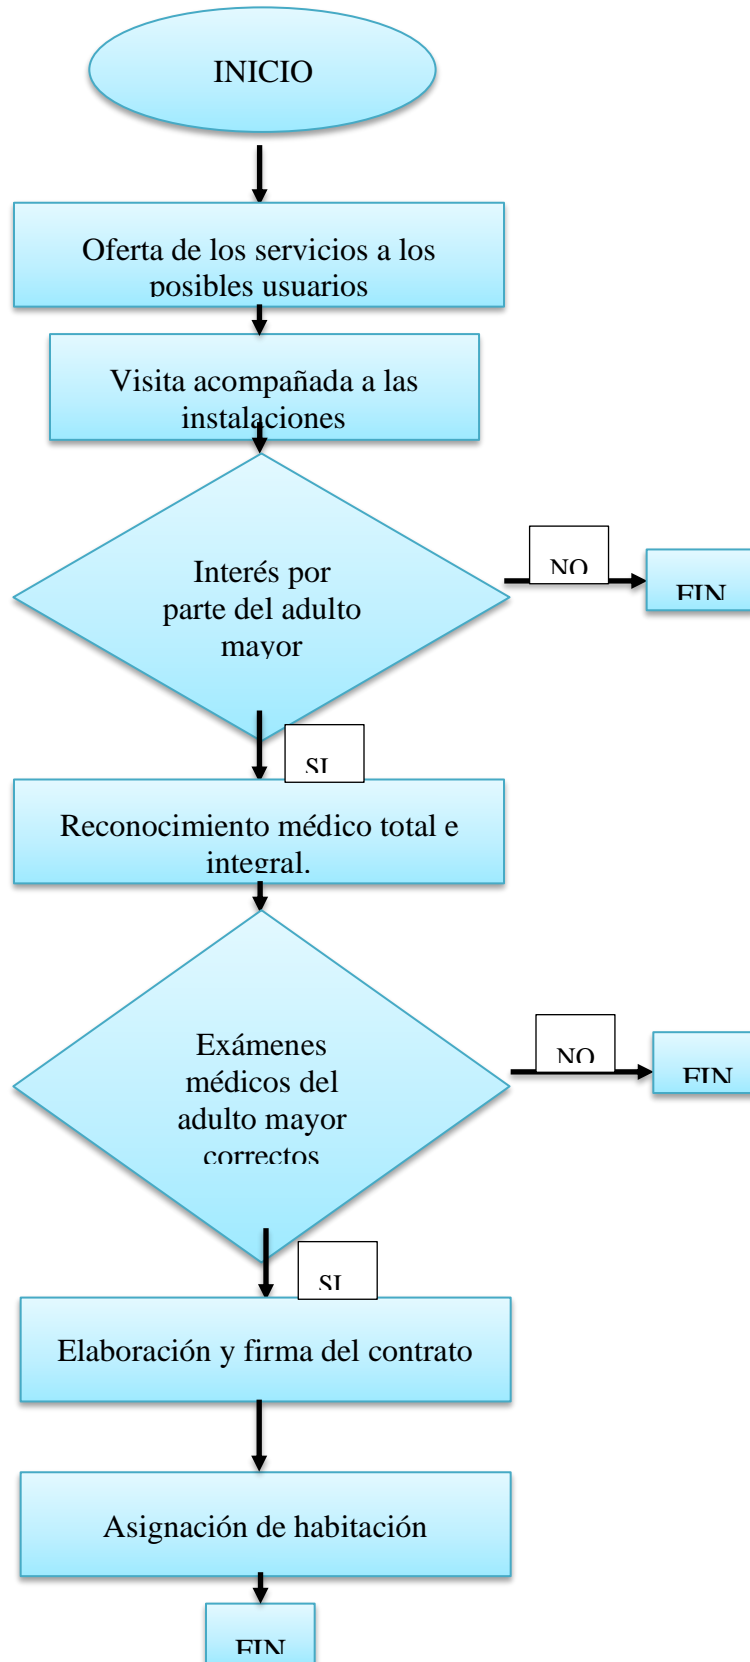 INICIO
Oferta de los servicios a los
posibles usuarios
Visita acompañada a las
instalaciones
Interés por
parte del adulto
mayor
NO
FIN
SI
Reconocimiento médico total e
integral.
Exámenes
médicos del
adulto mayor
correctos
NO
FIN
SI
Elaboración y firma del contrato
Asignación de habitación
FIN